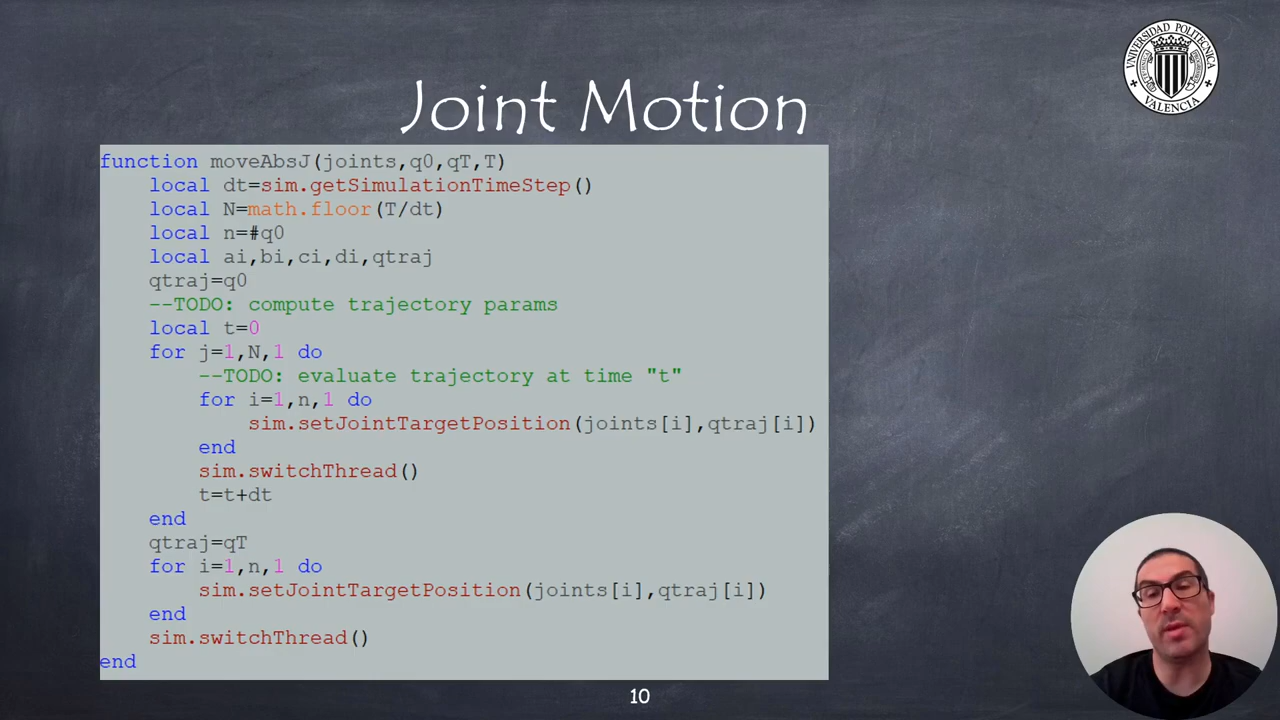 UNIVERSIDAD POLITECNICA
VALENCIA
Joint Motion
function moveAbsJ(joints,q0,qT,T)
local dt=sim.getSimulationTimeStep()
local N=math.floor(T/dt)
local n=#q0
local ai,bi,ci,di,qtraj
qtraj=q0
--TODO: compute trajectory params
local t=0
for j=1,N,1 do
--TODO: evaluate trajectory at time "t"
for i=1,n,1 do
sim.setJointTargetPosition(joints[i],qtraj[i])
end
sim.switchThread()
t=t+dt
end
qtraj=qT
for i=1,n,1 do
sim.setJointTargetPosition(joints[i],qtraj[i])
end
sim.switchThread()
end
10